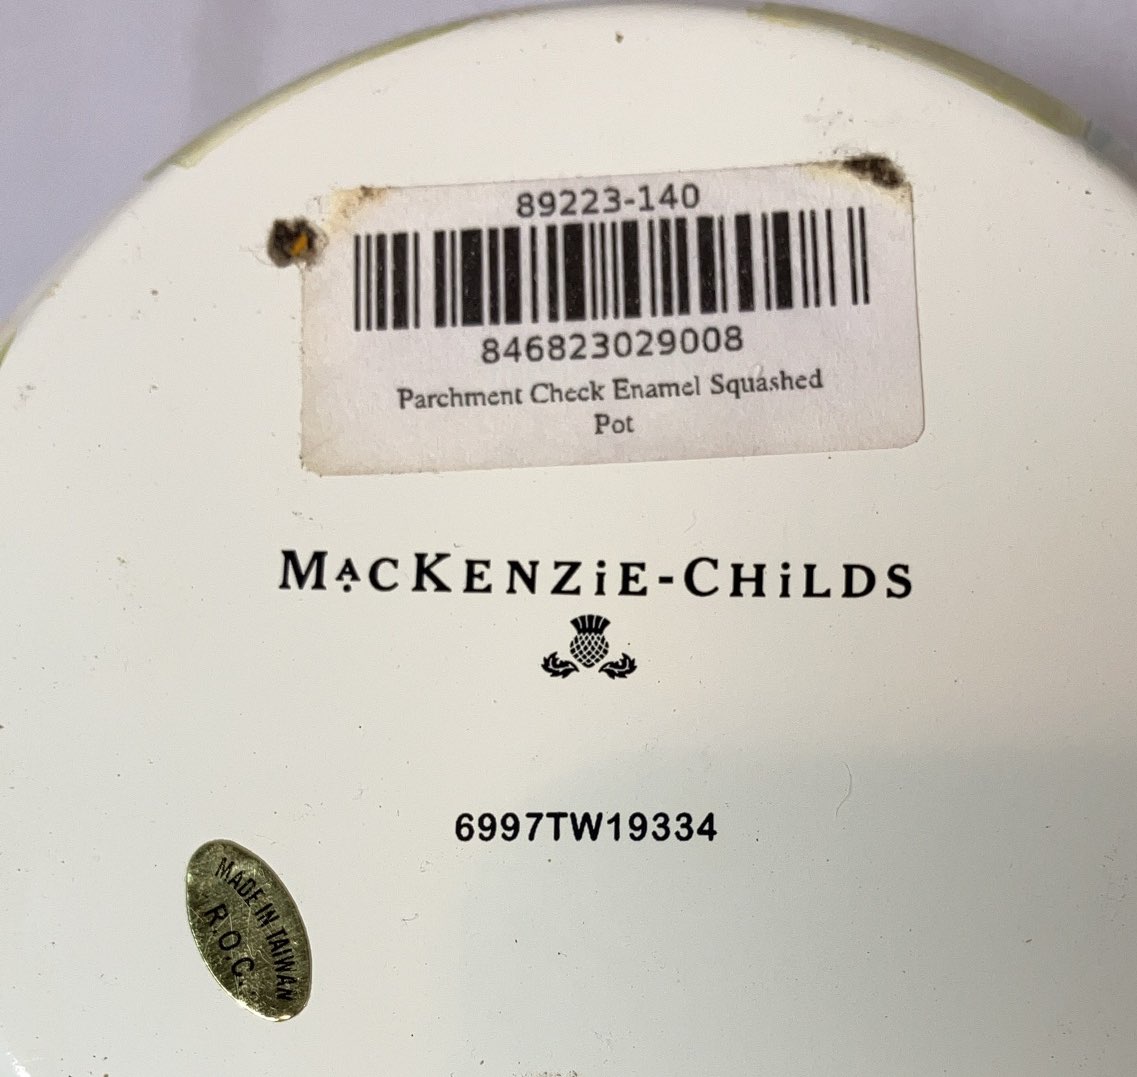 89223-140
846823029008
Parchment Check Enamel Squashed
Pot
MACKENZiE-CHiLDS
6997TW19334
MADE IN TAIWAN
R.O.C.